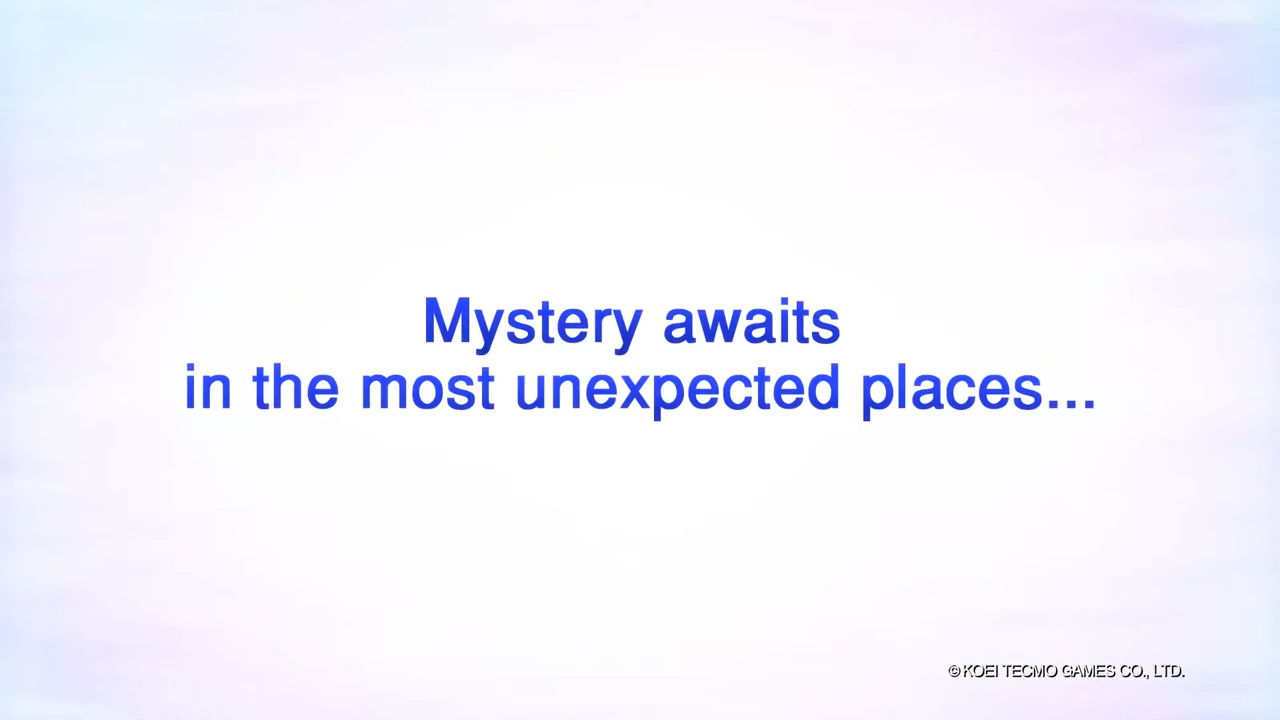 Mystery awaits
in the most unexpected places...
© KOEI TECMO GAMES CO., LTD.